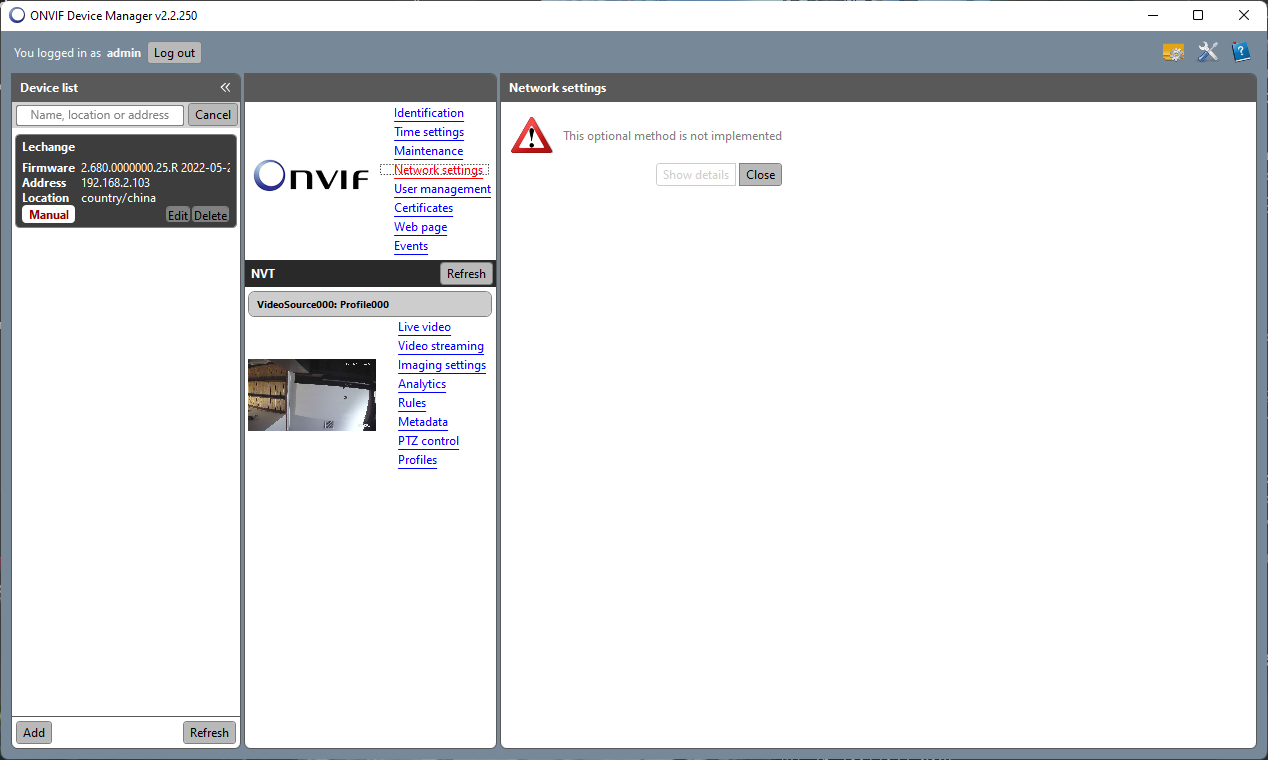 ONVIF Device Manager v2.2.250
You logged in as admin Log out
Device list «
Name, location or address Cancel
Lechange
Firmware 2.680.0000000.25.R 2022-05-2
Address 192.168.2.103
Location country/china
Manual Edit Delete
Add Refresh
ONVIF
Identification
Time settings
Maintenance
Network settings
User management
Certificates
Web page
Events
NVT Refresh
VideoSource000: Profile000
Live video
Video streaming
Imaging settings
Analytics
Rules
Metadata
PTZ control
Profiles
Network settings
This optional method is not implemented
Show details Close